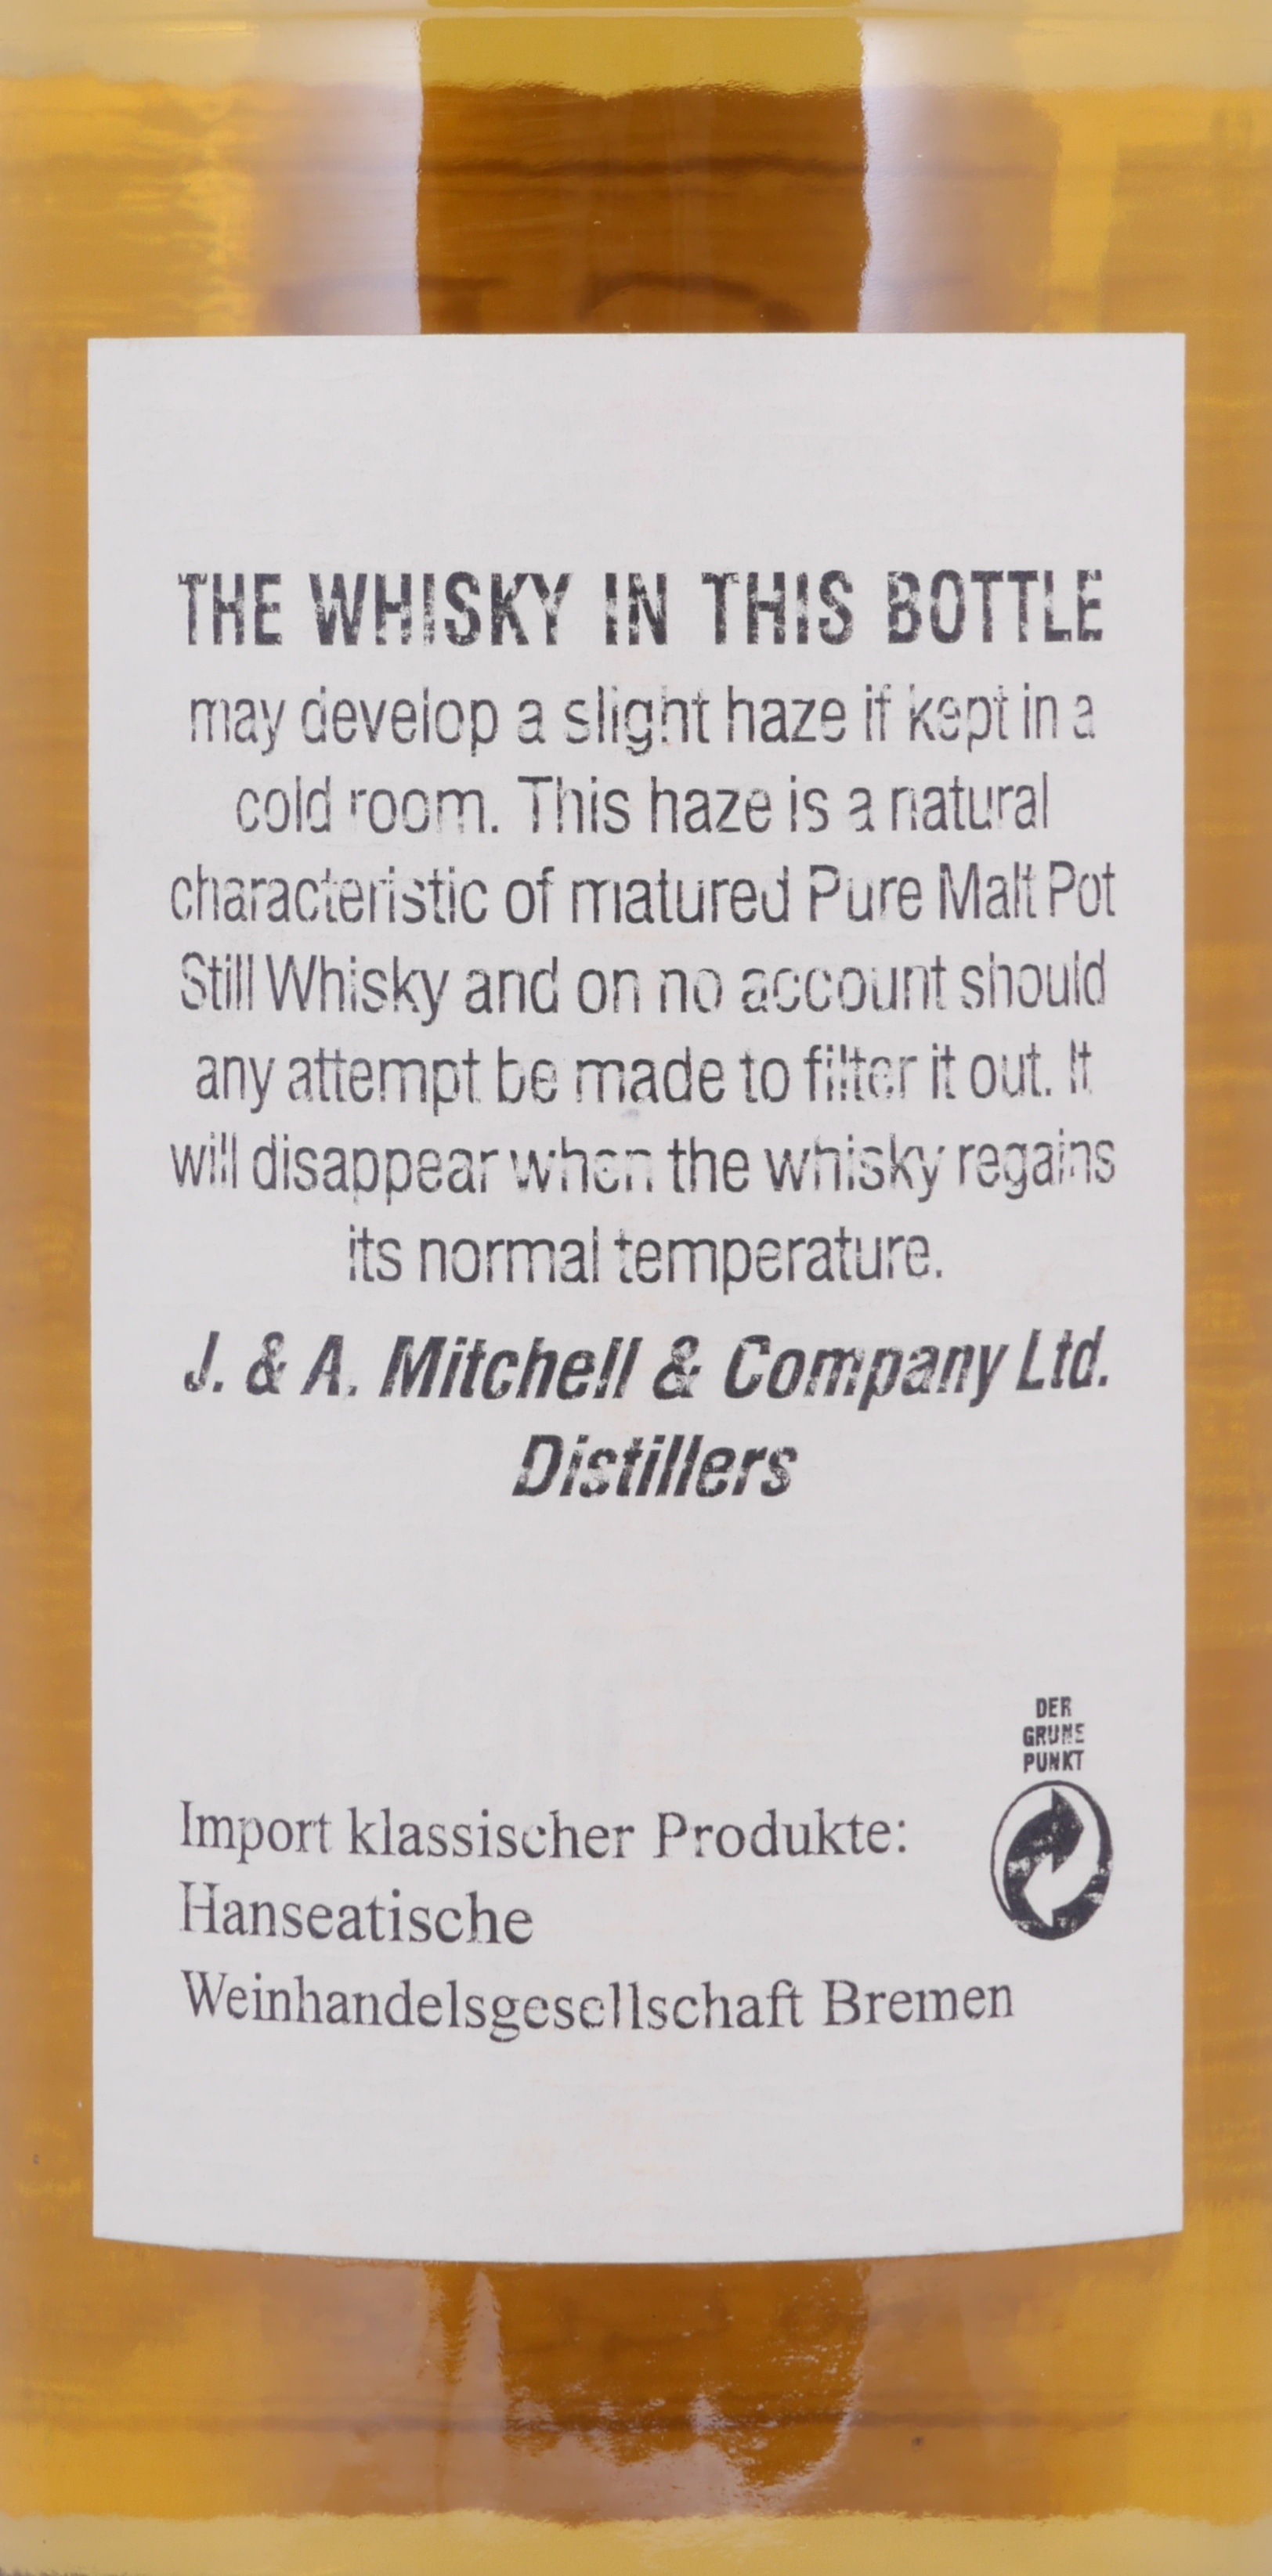 THE WHISKY IN THIS BOTTLE
may develop a slight haze if kept in a
cold room. This haze is a natural
characteristic of matured Pure Malt Pot
Still Whisky and on no account should
any attempt be made to filter it out. It
will disappear when the whisky regains
its normal temperature.
J. & A. Mitchell & Company Ltd.
Distillers
DER
GRUNE
PUNKT
Import klassischer Produkte:
Hanseatische
Weinhandelsgesellschaft Bremen